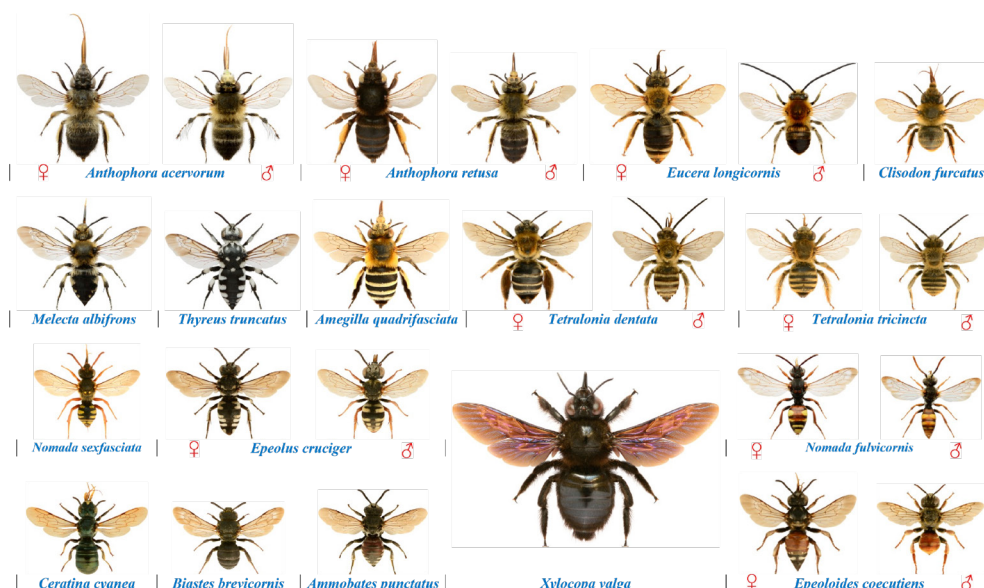 ♀ Anthophora acervorum ♂
♀ Anthophora retusa ♂
♀ Eucera longicornis ♂
Clisodon furcatus
Melecta albifrons
Thyreus truncatus
Amegilla quadrifasciata
♀ Tetralonia dentata ♂
♀ Tetralonia tricincta ♂
Nomada sexfasciata
♀ Epeolus cruciger ♂
♀ Nomada fulvicornis ♂
Ceratina cyanea
Biastes brevicornis
Ammobates punctatus
Xylocopa valga
♀ Epeoloides coecutiens ♂